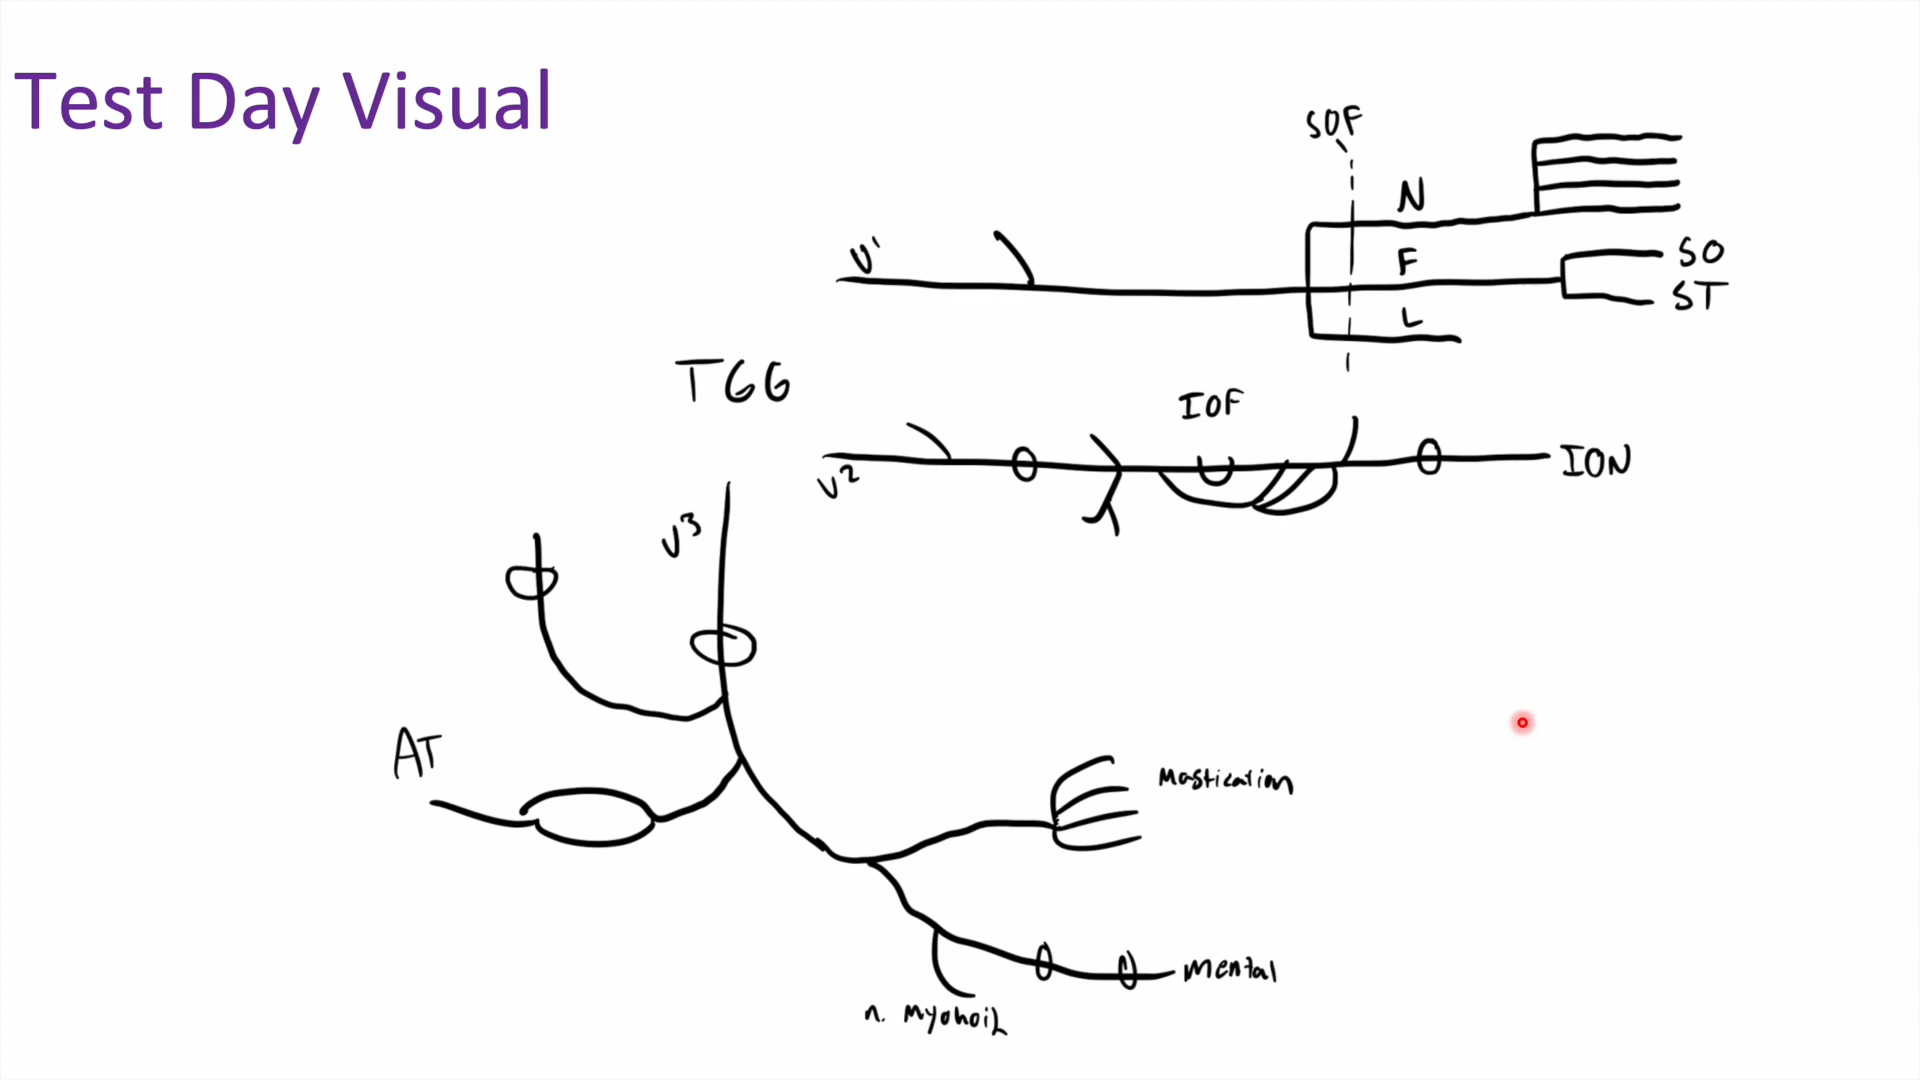 Test Day Visual
SOF
N
V1
F
SO
ST
L
TGG
IOF
V2
ION
V3
AT
Mastication
Mental
n. Myohoid